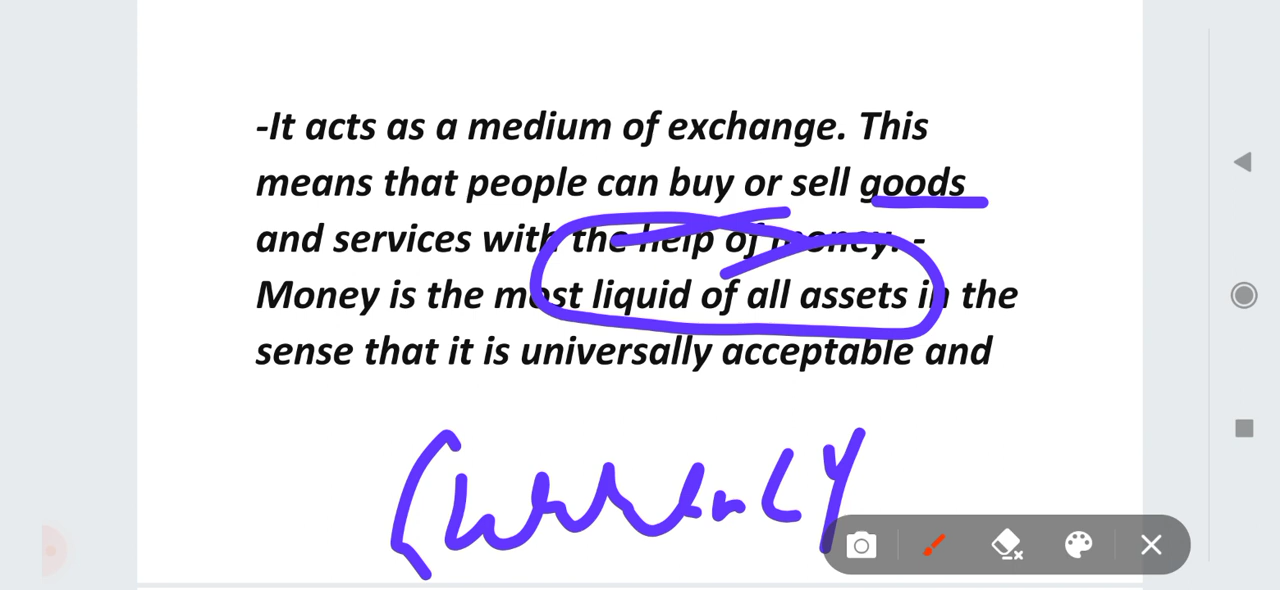 -It acts as a medium of exchange. This
means that people can buy or sell goods
and services with the help of money. -
Money is the most liquid of all assets in the
sense that it is universally acceptable and
Currency